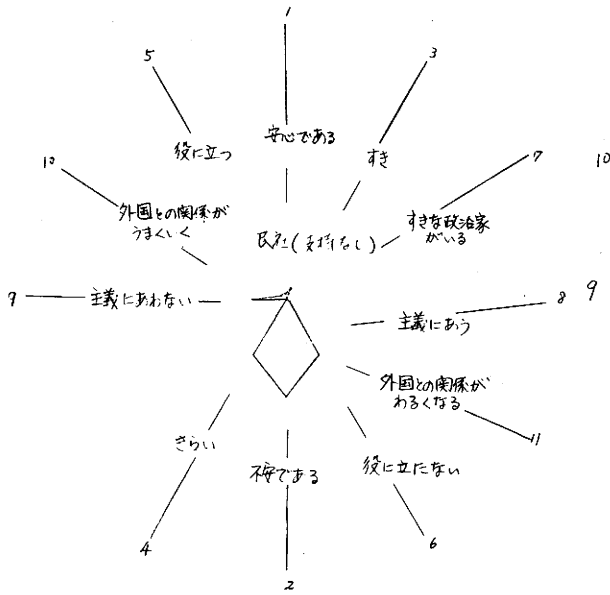 1
5
3
安心である
役に立つ
すき
10
7
10
外国との関係が
うまくいく
民社(支持なし)
すきな政治家
がいる
9
主義にあわない
主義にあう
8
9
外国との関係が
わるくなる
11
きらい
不安である
役に立たない
4
6
2